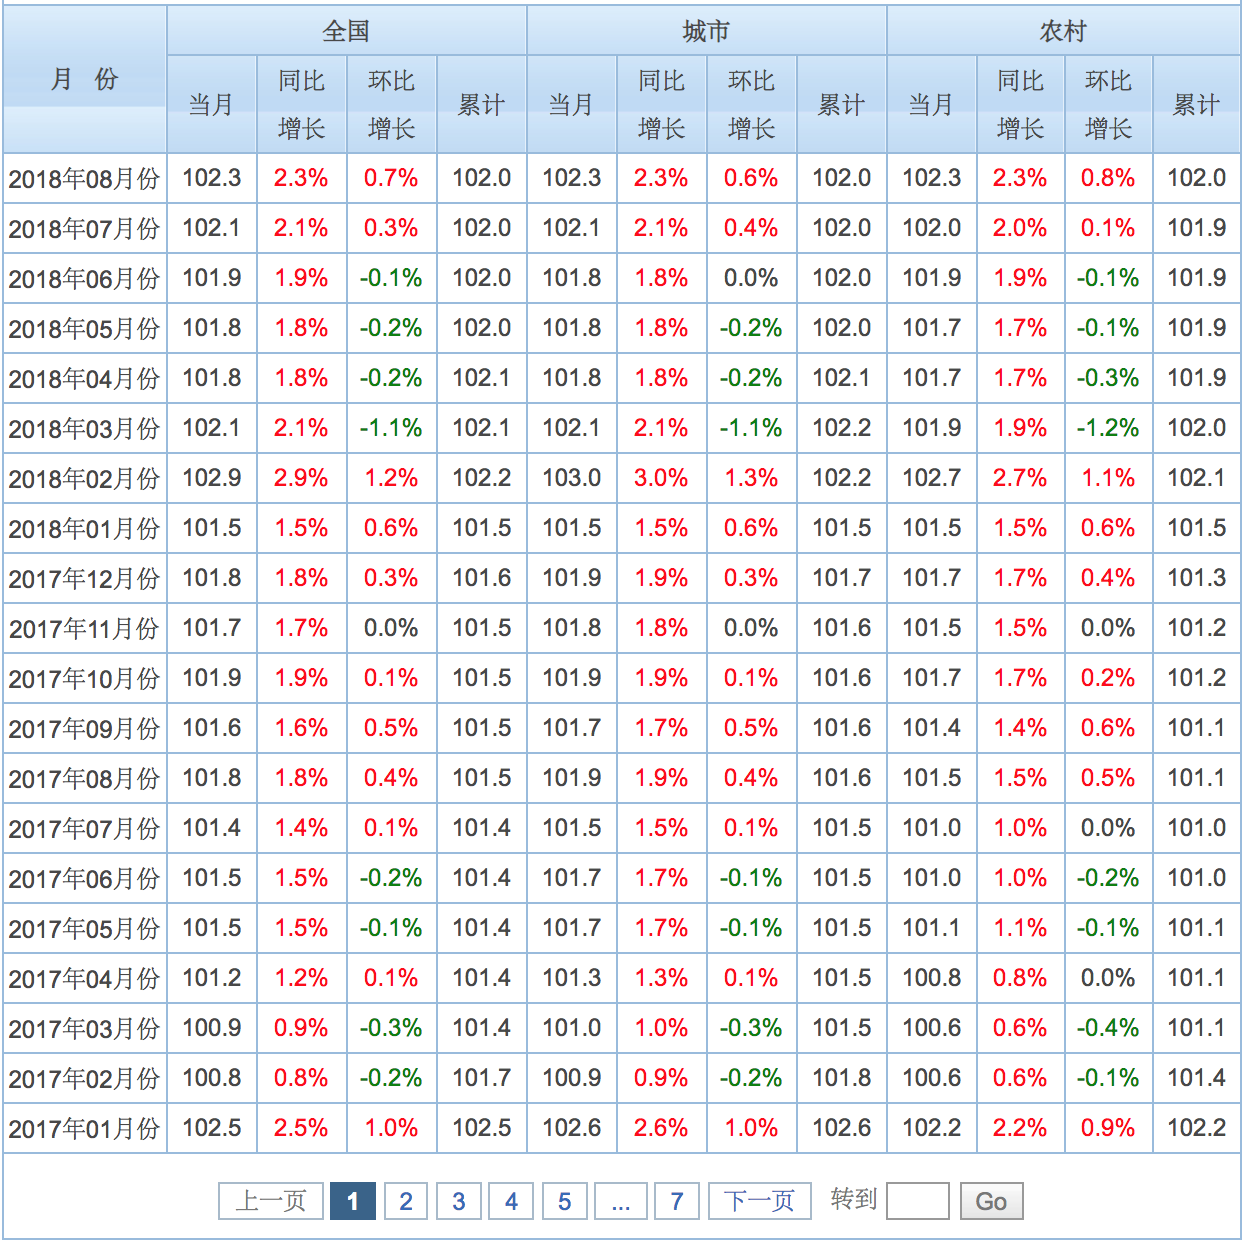 月 份 全国 城市 农村
当月 同比增长 环比增长 累计 当月 同比增长 环比增长 累计 当月 同比增长 环比增长 累计
2018年08月份 102.3 2.3% 0.7% 102.0 102.3 2.3% 0.6% 102.0 102.3 2.3% 0.8% 102.0
2018年07月份 102.1 2.1% 0.3% 102.0 102.1 2.1% 0.4% 102.0 102.0 2.0% 0.1% 101.9
2018年06月份 101.9 1.9% -0.1% 102.0 101.8 1.8% 0.0% 102.0 101.9 1.9% -0.1% 101.9
2018年05月份 101.8 1.8% -0.2% 102.0 101.8 1.8% -0.2% 102.0 101.7 1.7% -0.1% 101.9
2018年04月份 101.8 1.8% -0.2% 102.1 101.8 1.8% -0.2% 102.1 101.7 1.7% -0.3% 101.9
2018年03月份 102.1 2.1% -1.1% 102.1 102.1 2.1% -1.1% 102.2 101.9 1.9% -1.2% 102.0
2018年02月份 102.9 2.9% 1.2% 102.2 103.0 3.0% 1.3% 102.2 102.7 2.7% 1.1% 102.1
2018年01月份 101.5 1.5% 0.6% 101.5 101.5 1.5% 0.6% 101.5 101.5 1.5% 0.6% 101.5
2017年12月份 101.8 1.8% 0.3% 101.6 101.9 1.9% 0.3% 101.7 101.7 1.7% 0.4% 101.3
2017年11月份 101.7 1.7% 0.0% 101.5 101.8 1.8% 0.0% 101.6 101.5 1.5% 0.0% 101.2
2017年10月份 101.9 1.9% 0.1% 101.5 101.9 1.9% 0.1% 101.6 101.7 1.7% 0.2% 101.2
2017年09月份 101.6 1.6% 0.5% 101.5 101.7 1.7% 0.5% 101.6 101.4 1.4% 0.6% 101.1
2017年08月份 101.8 1.8% 0.4% 101.5 101.9 1.9% 0.4% 101.6 101.5 1.5% 0.5% 101.1
2017年07月份 101.4 1.4% 0.1% 101.4 101.5 1.5% 0.1% 101.5 101.0 1.0% 0.0% 101.0
2017年06月份 101.5 1.5% -0.2% 101.4 101.7 1.7% -0.1% 101.5 101.0 1.0% -0.2% 101.0
2017年05月份 101.5 1.5% -0.1% 101.4 101.7 1.7% -0.1% 101.5 101.1 1.1% -0.1% 101.1
2017年04月份 101.2 1.2% 0.1% 101.4 101.3 1.3% 0.1% 101.5 100.8 0.8% 0.0% 101.1
2017年03月份 100.9 0.9% -0.3% 101.4 101.0 1.0% -0.3% 101.5 100.6 0.6% -0.4% 101.1
2017年02月份 100.8 0.8% -0.2% 101.7 100.9 0.9% -0.2% 101.8 100.6 0.6% -0.1% 101.4
2017年01月份 102.5 2.5% 1.0% 102.5 102.6 2.6% 1.0% 102.6 102.2 2.2% 0.9% 102.2
上一页 1 2 3 4 5 ... 7 下一页 转到 Go